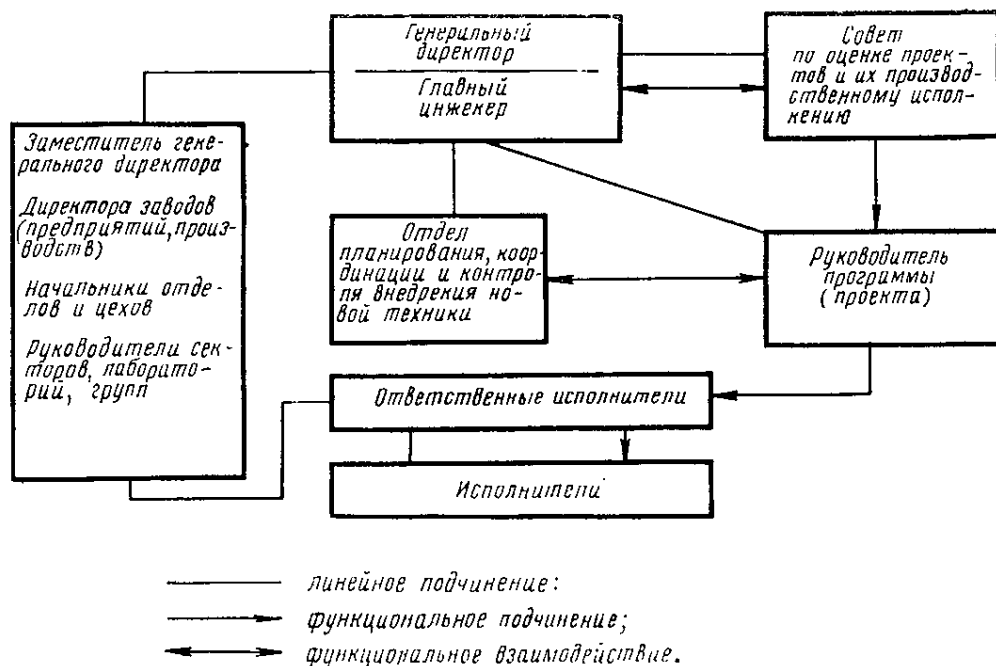 Генеральный
директор
Главный
инженер
Совет
по оценке проек-
тов и их производ-
ственному испол-
нению
Заместитель гене-
рального директора
Директора заводов
(предприятий, произ-
водств)
Начальники отде-
лов и цехов
Руководители сек-
торов, лаборато-
рий, групп
Отдел
планирования, коор-
динации и контро-
ля внедрения но-
вой техники
Руководитель
программы
(проекта)
Ответственные исполнители
Исполнители
линейное подчинение:
функциональное подчинение;
функциональное взаимодействие.